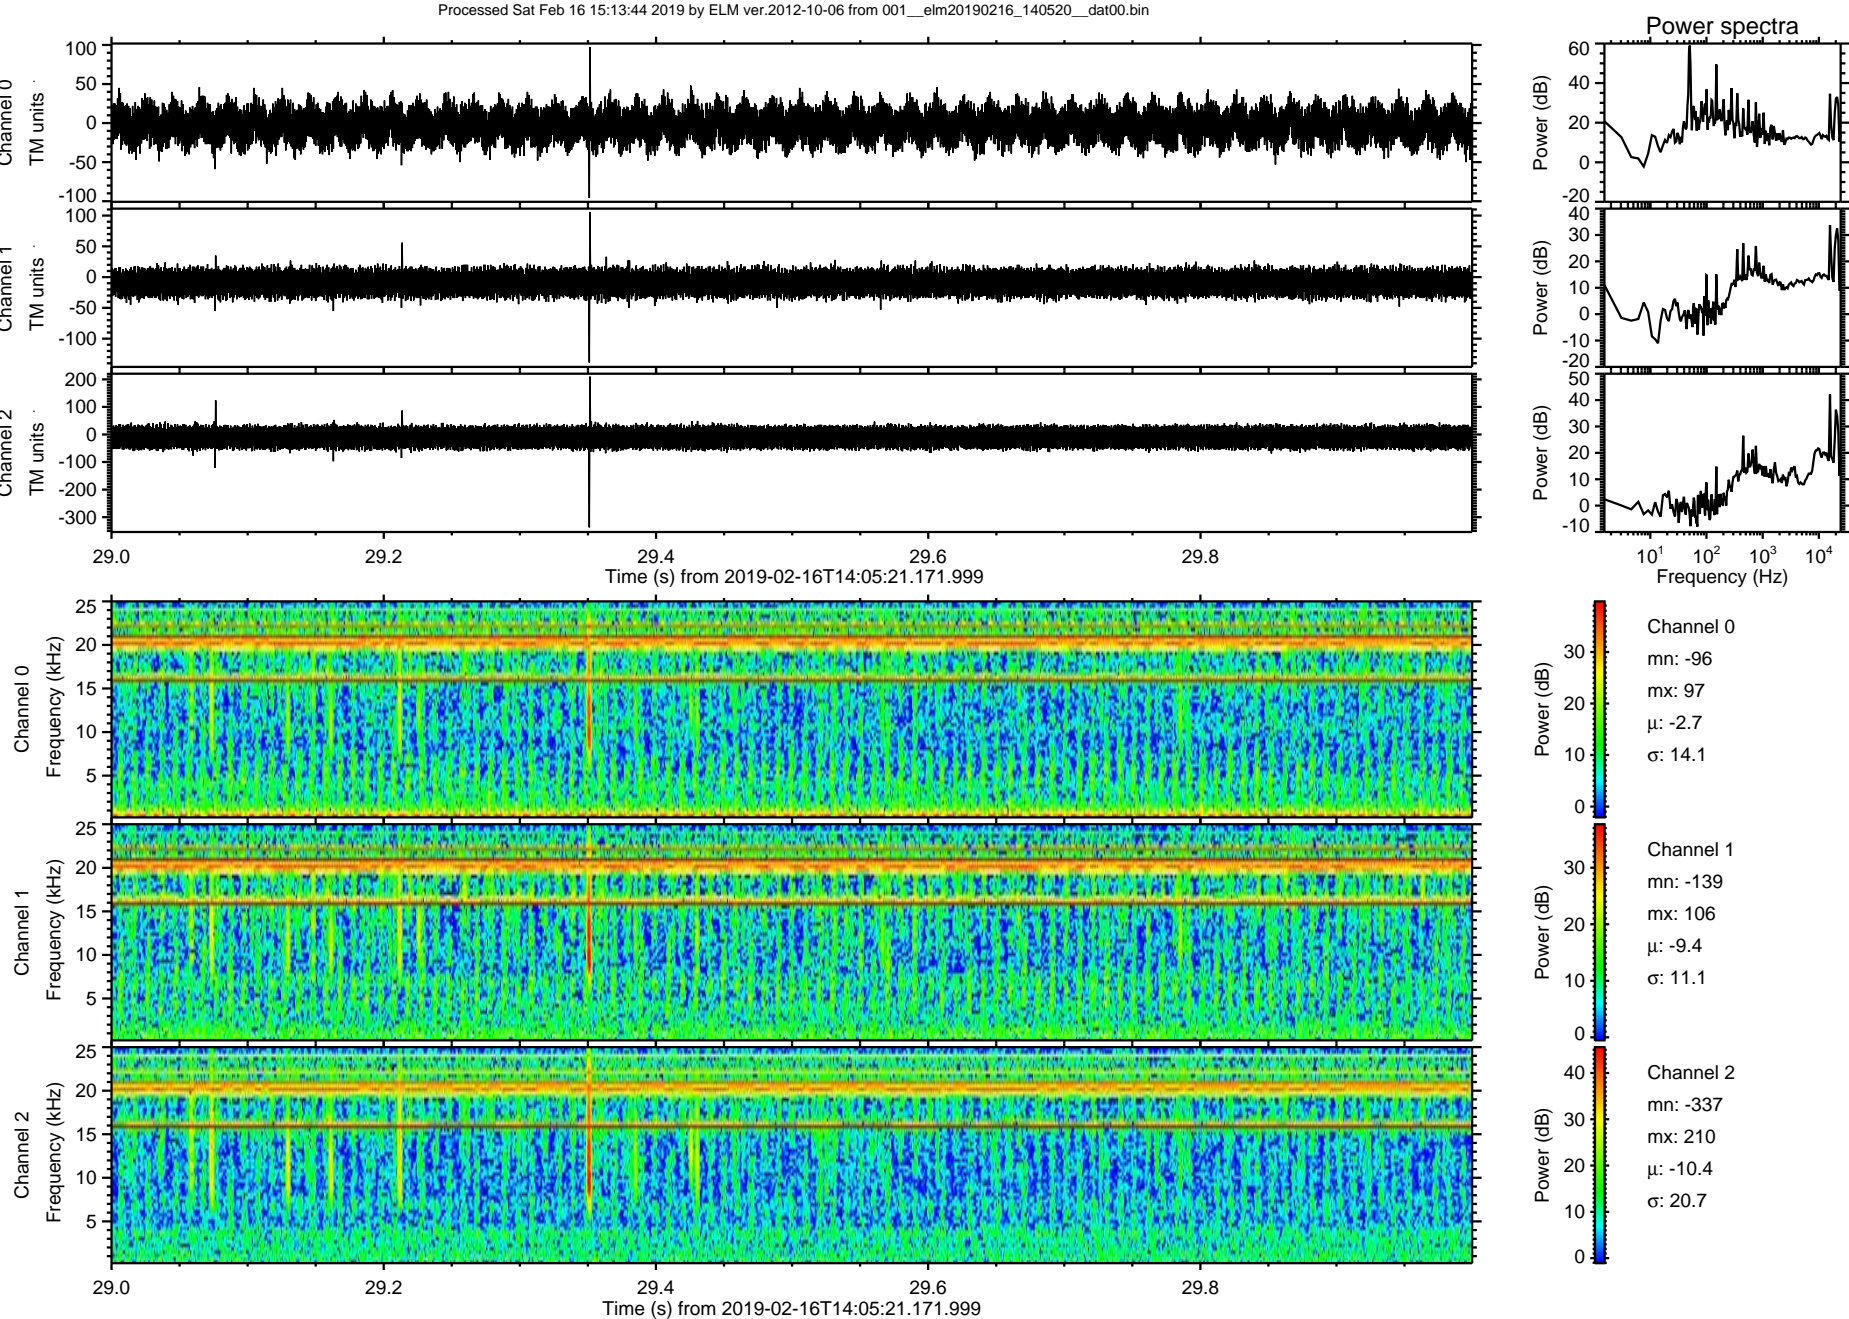 Processed Sat Feb 16 15:13:44 2019 by ELM ver.2012-10-06 from 001__elm20190216_140520__dat00.bin
Power spectra
Channel 0
TM units
100
50
0
-50
-100
Power (dB)
60
40
20
0
-20
Channel 1
TM units
100
50
0
-50
-100
Power (dB)
40
30
20
10
0
-10
-20
Channel 2
TM units
200
100
0
-100
-200
-300
Power (dB)
50
40
30
20
10
0
-10
29.0 29.2 29.4 29.6 29.8
Time (s) from 2019-02-16T14:05:21.171.999
10¹ 10² 10³ 10⁴
Frequency (Hz)
Channel 0
Frequency (kHz)
25
20
15
10
5
Power (dB)
30
20
10
0
Channel 0
mn: -96
mx: 97
μ: -2.7
σ: 14.1
Channel 1
Frequency (kHz)
25
20
15
10
5
Power (dB)
30
20
10
0
Channel 1
mn: -139
mx: 106
μ: -9.4
σ: 11.1
Channel 2
Frequency (kHz)
25
20
15
10
5
Power (dB)
40
30
20
10
0
Channel 2
mn: -337
mx: 210
μ: -10.4
σ: 20.7
29.0 29.2 29.4 29.6 29.8
Time (s) from 2019-02-16T14:05:21.171.999